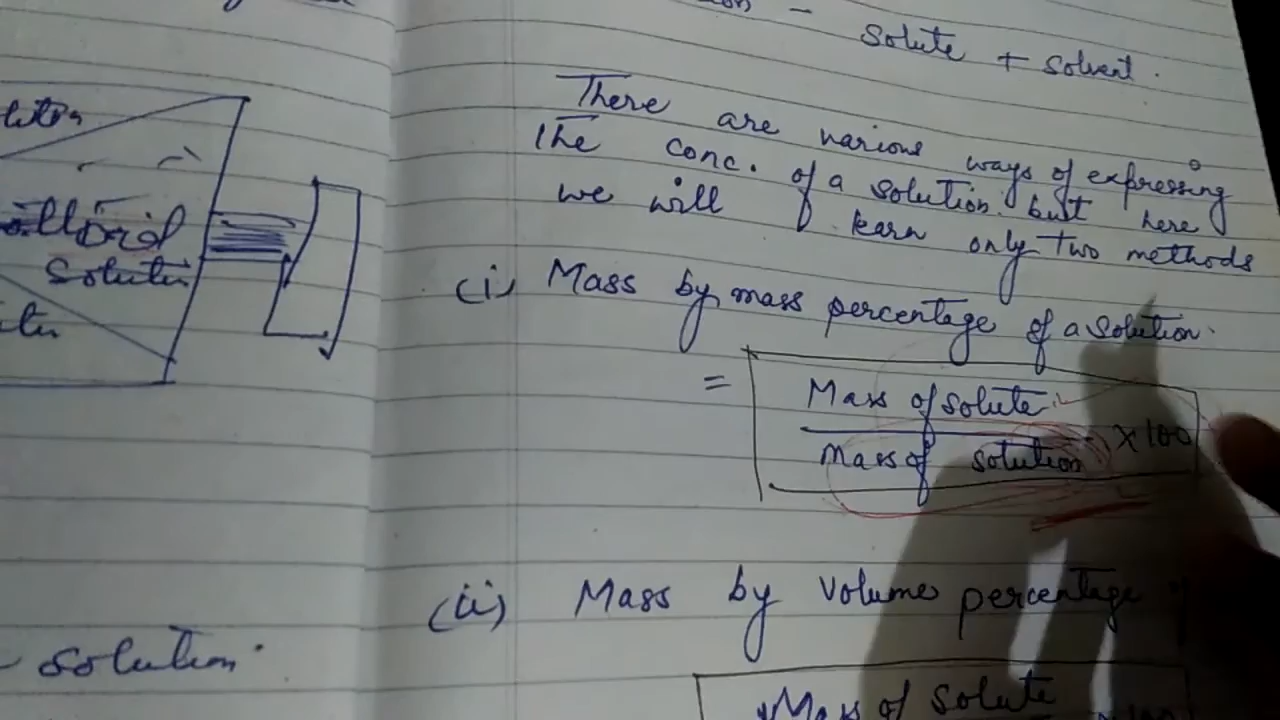 Solute + Solvent.
There are various ways of expressing
the conc. of a solution. but here
we will learn only two methods
(i) Mass by mass percentage of a solution.
= Mass of solute
Mass of solution × 100
(ii) Mass by Volume percentage
Mass of Solute
Solution
solution.